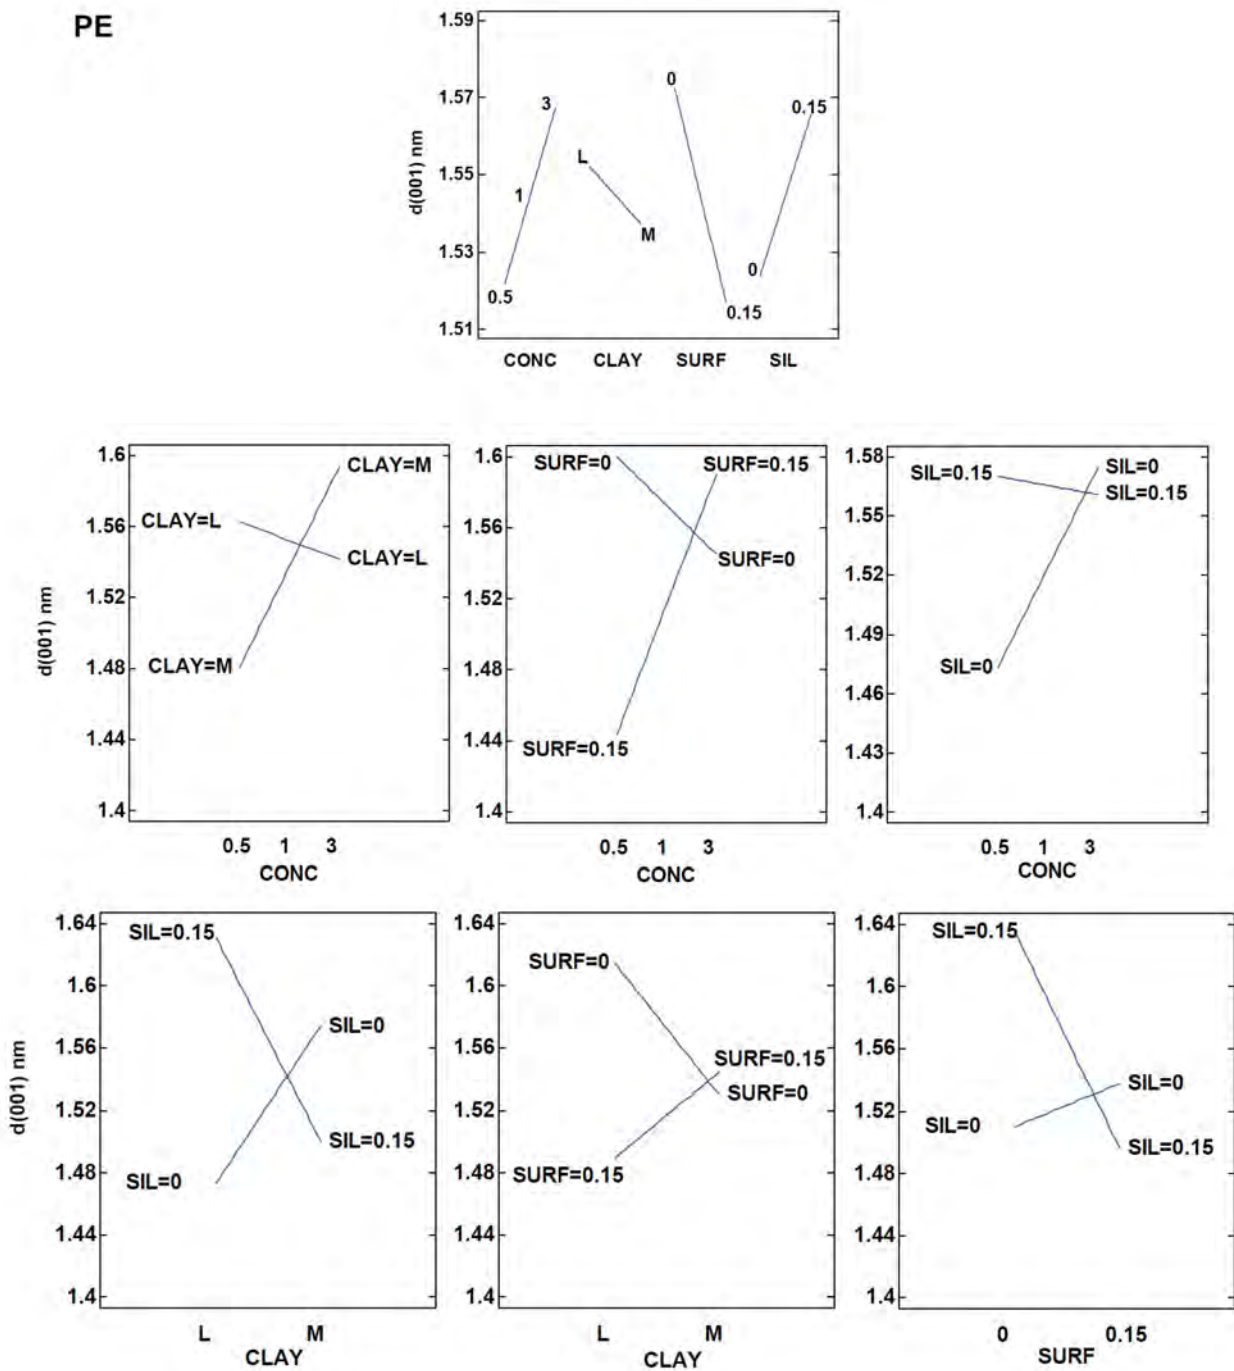 PE
1.59
1.57
1.55
1.53
1.51
d(001) nm
3
1
0.5
L
M
0
0.15
0.15
0
CONC CLAY SURF SIL
1.6
1.56
1.52
1.48
1.44
1.4
d(001) nm
CLAY=M
CLAY=L
CLAY=L
CLAY=M
0.5 1 3
CONC
1.6
1.56
1.52
1.48
1.44
1.4
SURF=0
SURF=0.15
SURF=0
SURF=0.15
0.5 1 3
CONC
1.58
1.55
1.52
1.49
1.46
1.43
1.4
SIL=0
SIL=0.15
SIL=0.15
SIL=0
0.5 1 3
CONC
1.64
1.6
1.56
1.52
1.48
1.44
1.4
d(001) nm
SIL=0.15
SIL=0
SIL=0.15
SIL=0
L M
CLAY
1.64
1.6
1.56
1.52
1.48
1.44
1.4
SURF=0
SURF=0.15
SURF=0
SURF=0.15
L M
CLAY
1.64
1.6
1.56
1.52
1.48
1.44
1.4
SIL=0.15
SIL=0
SIL=0
SIL=0.15
0 0.15
SURF